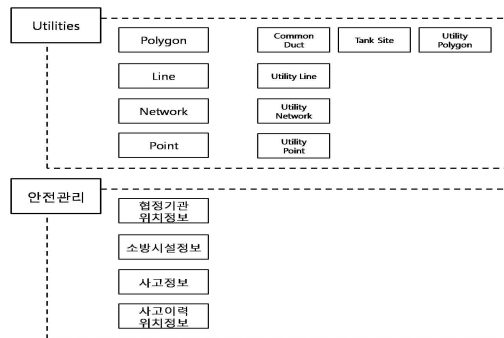 Utilities
Polygon
Common
Duct
Tank Site
Utility
Polygon
Line
Utility Line
Network
Utility
Network
Point
Utility
Point
안전관리
협정기관
위치정보
소방시설정보
사고정보
사고이력
위치정보